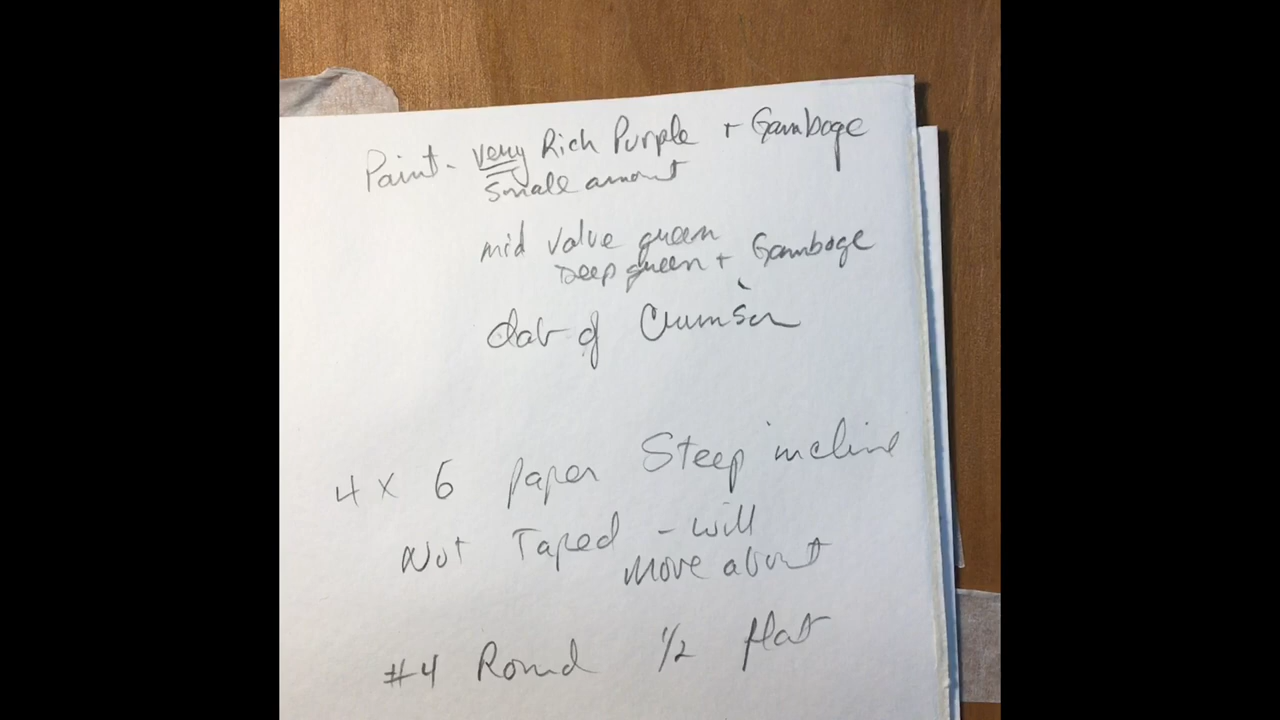 Paint - very Rich Purple + Gamboge
small amount
mid value green
Deep green + Gamboge
dab of Crimson
4 x 6 paper Steep incline
Not Taped - will
move about
#4 Round 1/2 flat